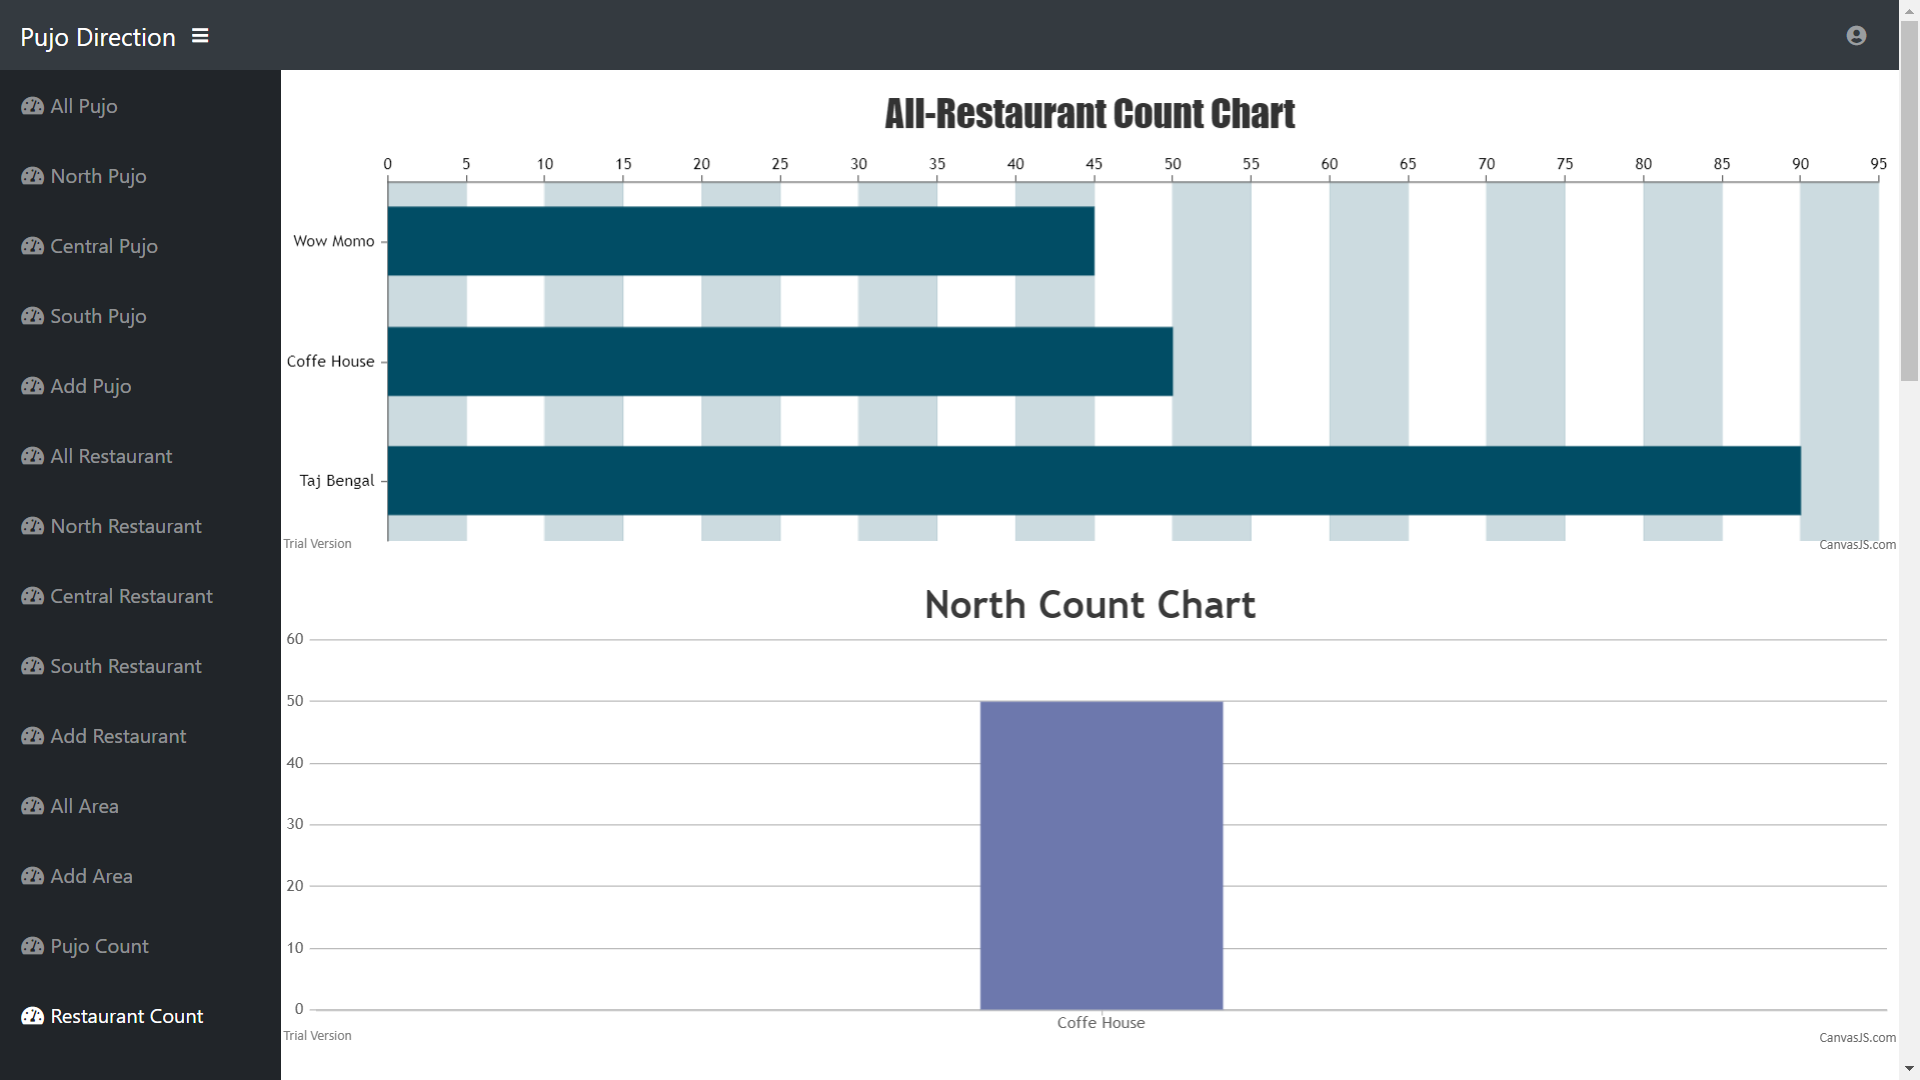 Pujo Direction
All Pujo
North Pujo
Central Pujo
South Pujo
Add Pujo
All Restaurant
North Restaurant
Central Restaurant
South Restaurant
Add Restaurant
All Area
Add Area
Pujo Count
Restaurant Count
All-Restaurant Count Chart
0 5 10 15 20 25 30 35 40 45 50 55 60 65 70 75 80 85 90 95
Wow Momo
Coffe House
Taj Bengal
Trial Version
CanvasJS.com
North Count Chart
60
50
40
30
20
10
0
Coffe House
Trial Version
CanvasJS.com